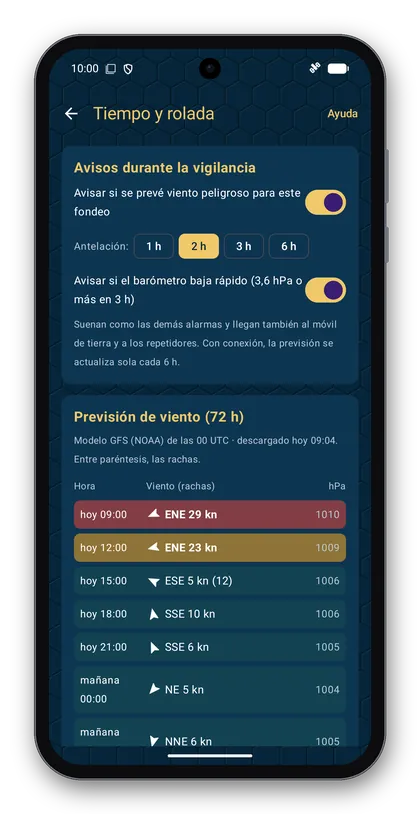 10:00
Tiempo y rolada
Ayuda
Avisos durante la vigilancia
Avisar si se prevé viento peligroso para este
fondeo
Antelación: 1 h 2 h 3 h 6 h
Avisar si el barómetro baja rápido (3,6 hPa o
más en 3 h)
Suenan como las demás alarmas y llegan también al móvil
de tierra y a los repetidores. Con conexión, la previsión se
actualiza sola cada 6 h.
Previsión de viento (72 h)
Modelo GFS (NOAA) de las 00 UTC · descargado hoy 09:04.
Entre paréntesis, las rachas.
Hora Viento (rachas) hPa
hoy 09:00 ENE 29 kn 1010
hoy 12:00 ENE 23 kn 1009
hoy 15:00 ESE 5 kn (12) 1006
hoy 18:00 SSE 10 kn 1006
hoy 21:00 SSE 6 kn 1005
mañana
00:00 NE 5 kn 1004
mañana
NNE 6 kn 1005